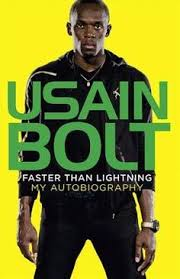 USAIN
BOLT
FASTER THAN LIGHTNING
MY AUTOBIOGRAPHY